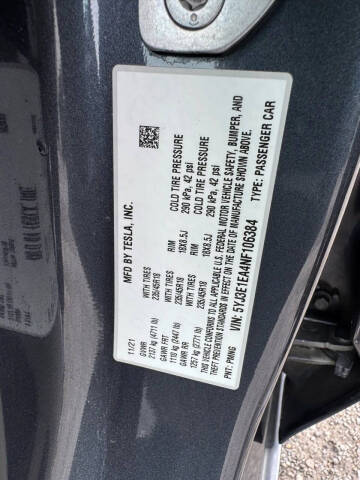 MFD BY TESLA, INC.
11/21
GVWR
2137 kg (4711 lb)
GAWR FRT WITH TIRES RIM COLD TIRE PRESSURE
1110 kg (2447 lb) 235/45R18 18X8.5J 290 kPa, 42 psi
GAWR RR WITH TIRES RIM COLD TIRE PRESSURE
1257 kg (2771 lb) 235/45R18 18X8.5J 290 kPa, 42 psi
THIS VEHICLE CONFORMS TO ALL APPLICABLE U.S. FEDERAL MOTOR VEHICLE SAFETY, BUMPER, AND
THEFT PREVENTION STANDARDS IN EFFECT ON THE DATE OF MANUFACTURE SHOWN ABOVE.
VIN: 5YJ3E1EA4NF106384 TYPE: PASSENGER CAR
PNT: PMNG